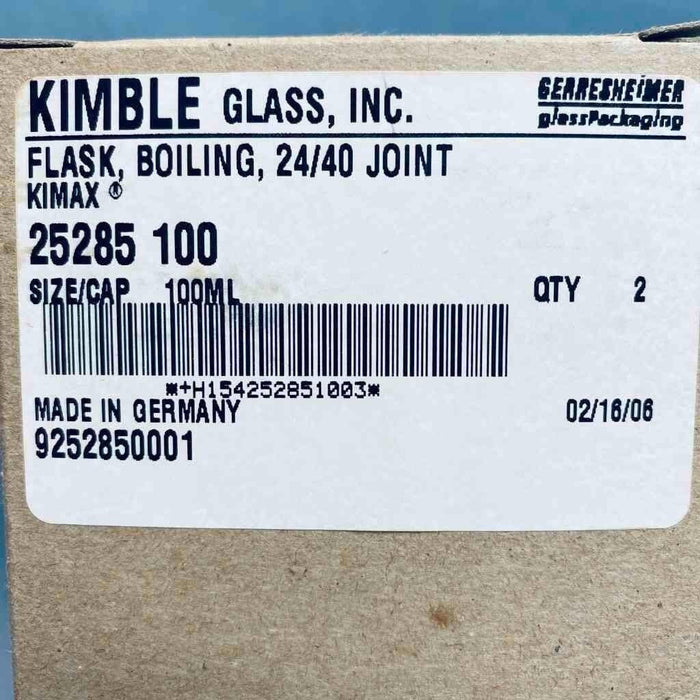 KIMBLE GLASS, INC.
GERRESHEIMER
glassPackaging
FLASK, BOILING, 24/40 JOINT
KIMAX ®
25285 100
SIZE/CAP 100ML QTY 2
*+H154252851003*
MADE IN GERMANY 02/16/06
9252850001